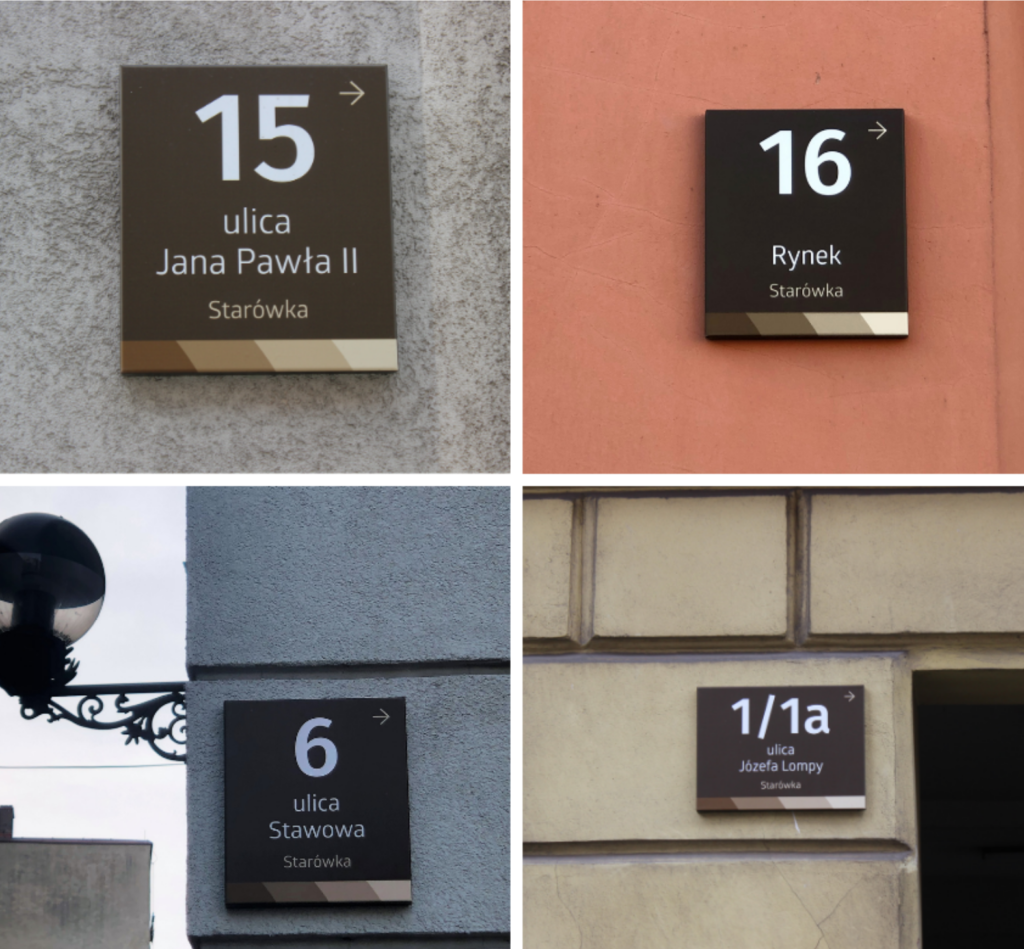 15 →
ulica
Jana Pawła II
Starówka
16 →
Rynek
Starówka
6 →
ulica
Stawowa
Starówka
1/1a →
ulica
Józefa Lompy
Starówka